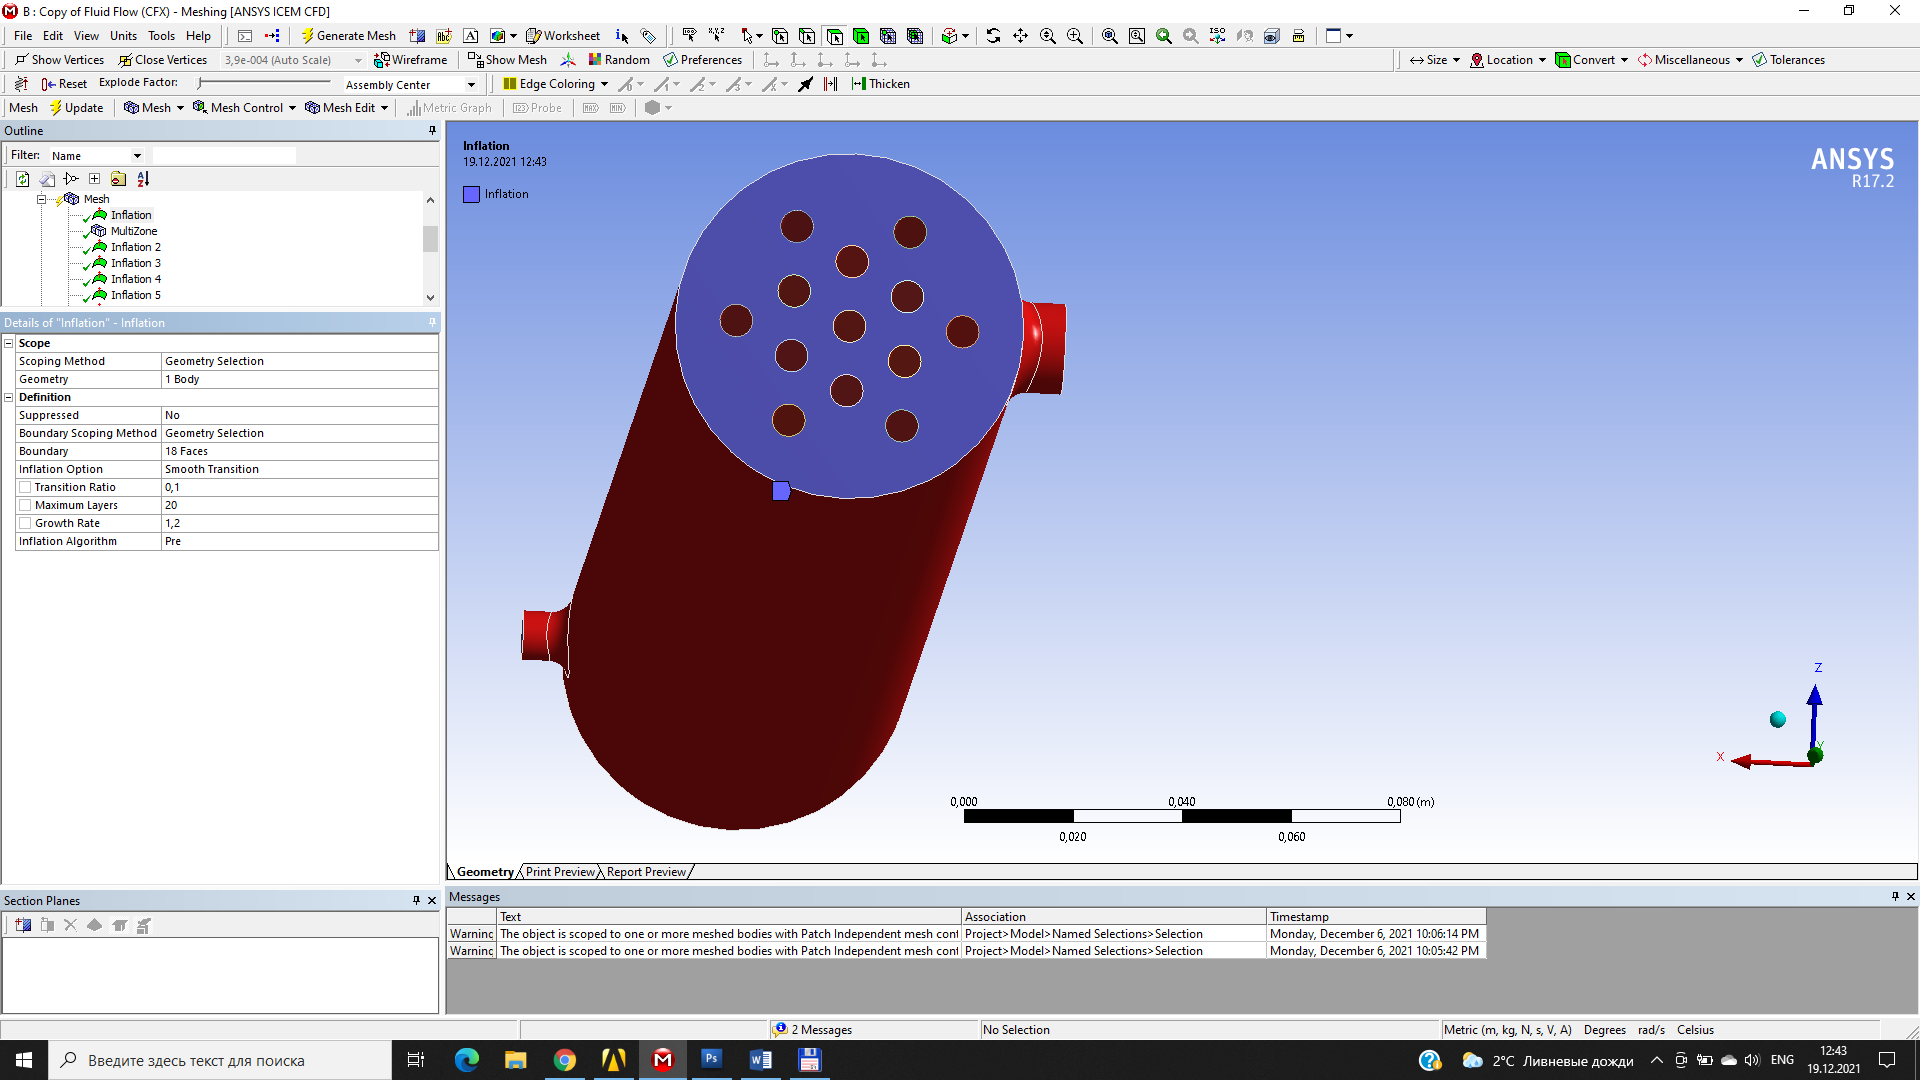 B : Copy of Fluid Flow (CFX) - Meshing [ANSYS ICEM CFD]
File Edit View Units Tools Help Generate Mesh Worksheet
Show Vertices Close Vertices 3,9e-004 (Auto Scale) Wireframe Show Mesh Random Preferences Size Location Convert Miscellaneous Tolerances
Reset Explode Factor: Assembly Center Edge Coloring Thicken
Mesh Update Mesh Mesh Control Mesh Edit Metric Graph Probe
Outline
Filter: Name
Mesh
Inflation
MultiZone
Inflation 2
Inflation 3
Inflation 4
Inflation 5
Details of "Inflation" - Inflation
Scope
Scoping Method Geometry Selection
Geometry 1 Body
Definition
Suppressed No
Boundary Scoping Method Geometry Selection
Boundary 18 Faces
Inflation Option Smooth Transition
Transition Ratio 0,1
Maximum Layers 20
Growth Rate 1,2
Inflation Algorithm Pre
Section Planes
Inflation
19.12.2021 12:43
Inflation
ANSYS
R17.2
Z
X
Y
0,000 0,040 0,080 (m)
0,020 0,060
Geometry Print Preview Report Preview
Messages
Text Association Timestamp
Warning The object is scoped to one or more meshed bodies with Patch Independent mesh cont Project>Model>Named Selections>Selection Monday, December 6, 2021 10:06:14 PM
Warning The object is scoped to one or more meshed bodies with Patch Independent mesh cont Project>Model>Named Selections>Selection Monday, December 6, 2021 10:05:42 PM
2 Messages No Selection Metric (m, kg, N, s, V, A) Degrees rad/s Celsius
Введите здесь текст для поиска
2°C Ливневые дожди ENG 12:43
19.12.2021